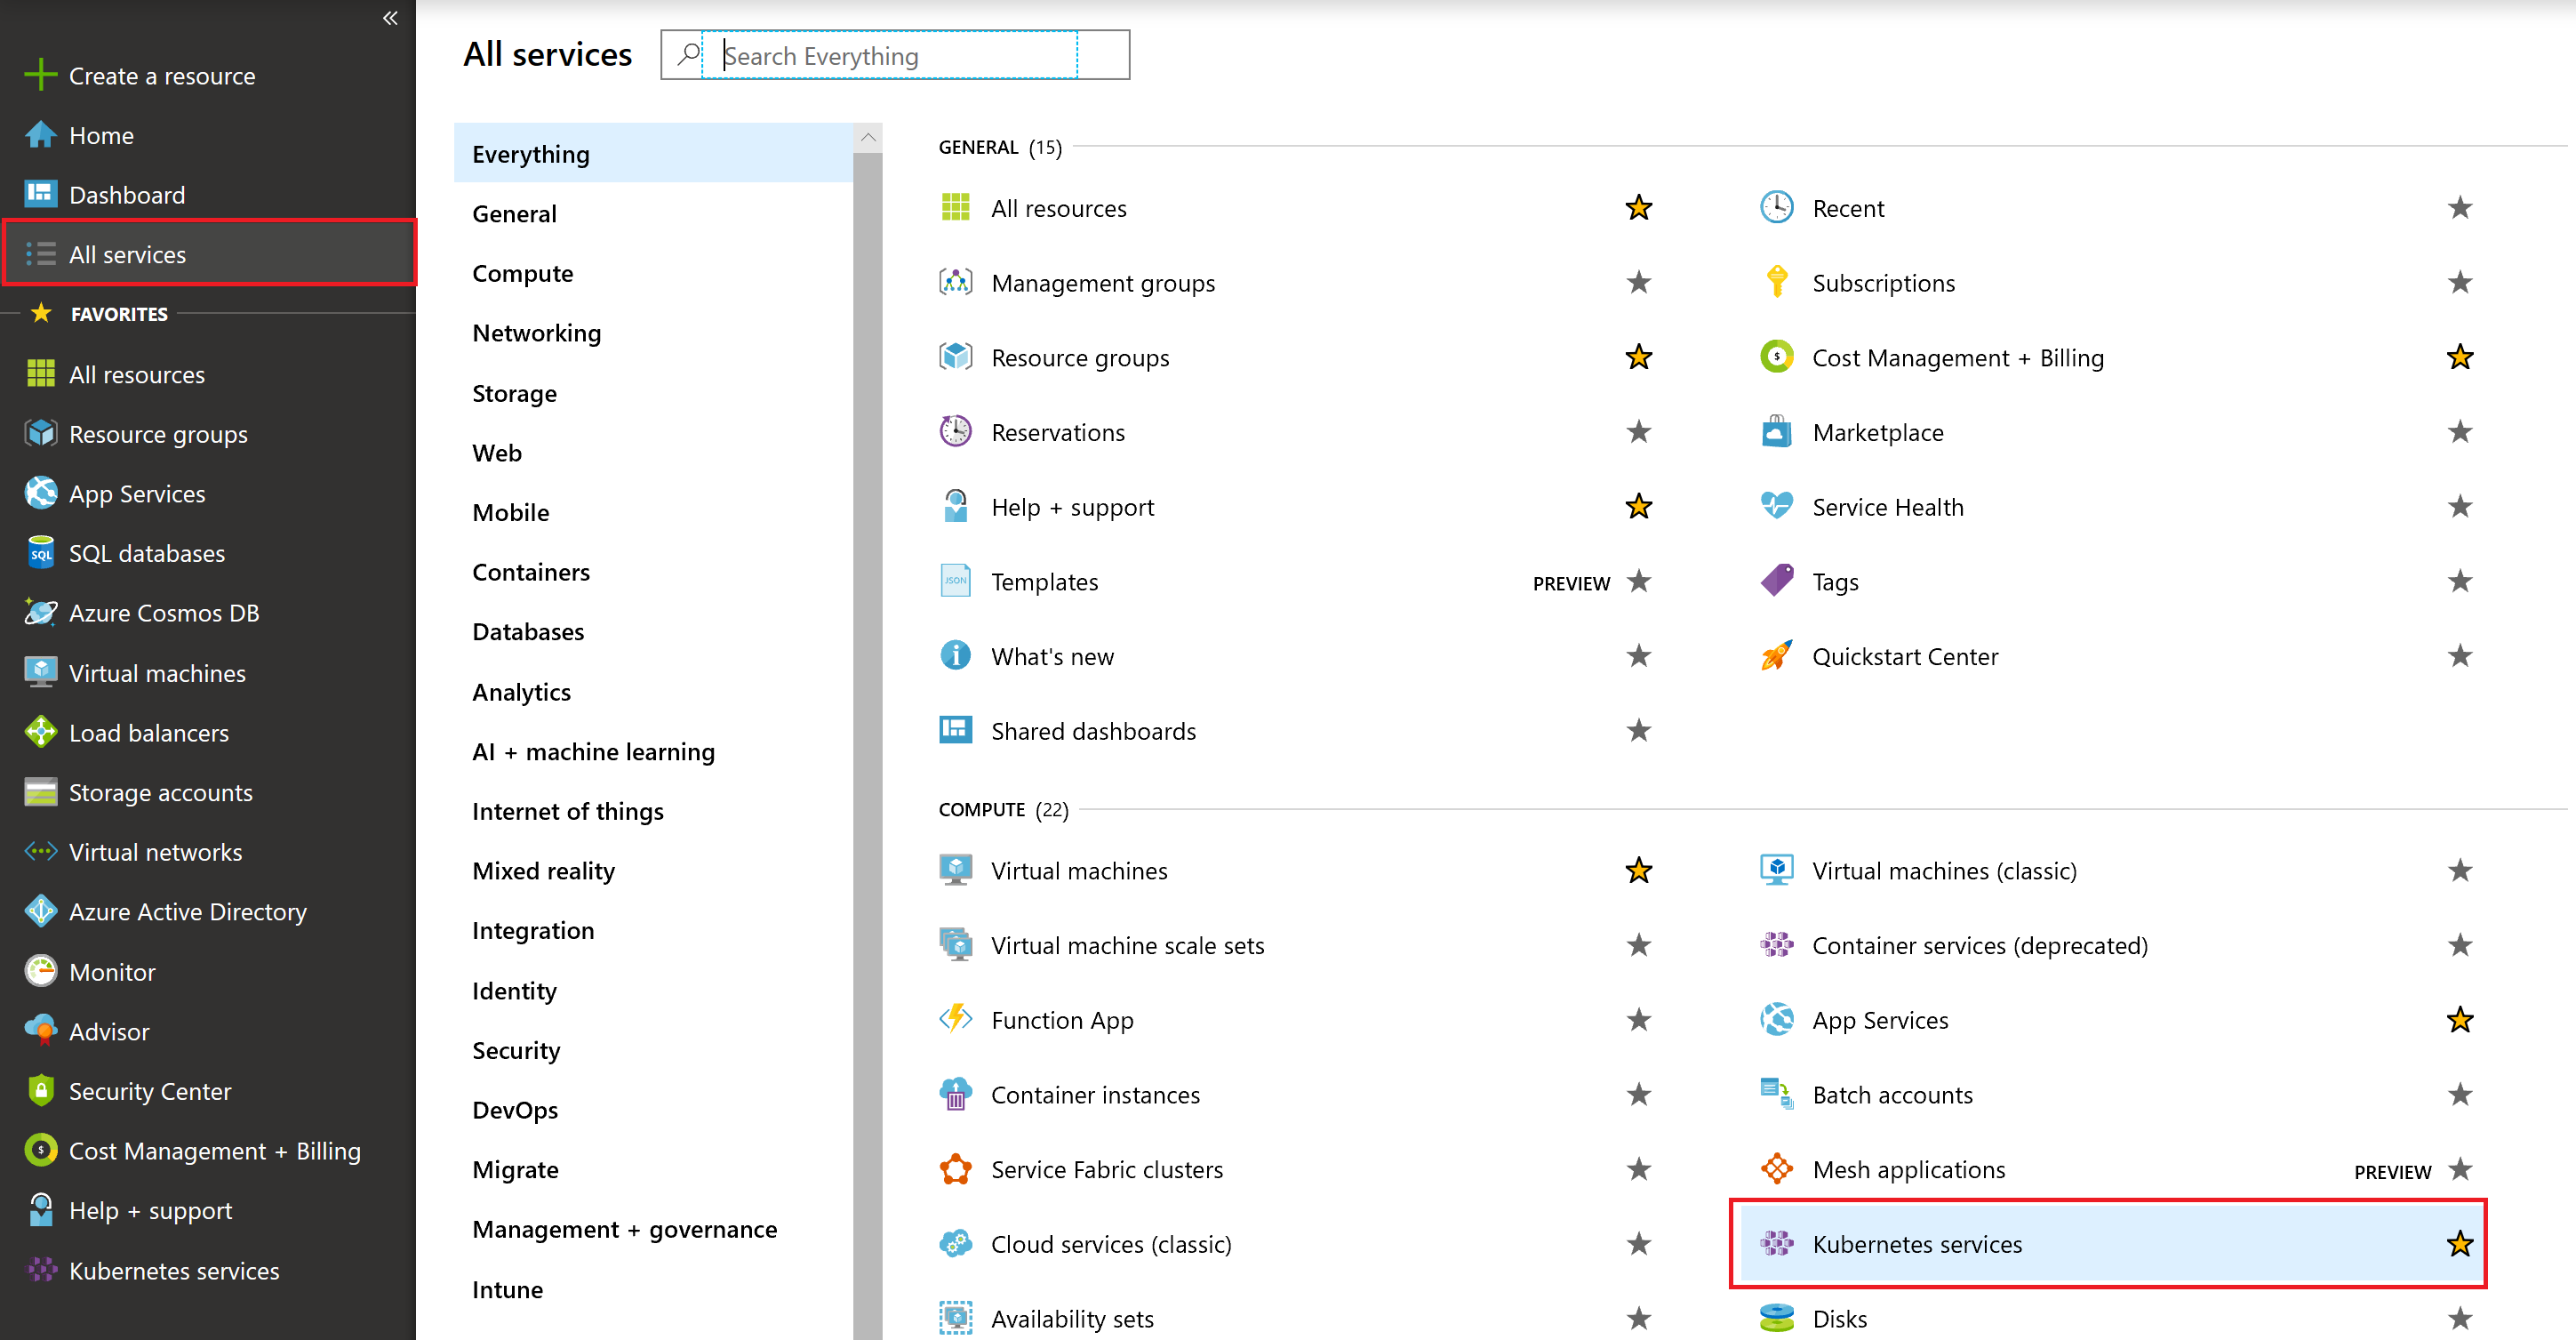 Create a resource
Home
Dashboard
All services
FAVORITES
All resources
Resource groups
App Services
SQL
SQL databases
Azure Cosmos DB
Virtual machines
Load balancers
Storage accounts
Virtual networks
Azure Active Directory
Monitor
Advisor
Security Center
$
Cost Management + Billing
Help + support
Kubernetes services
All services
Search Everything
Everything
General
Compute
Networking
Storage
Web
Mobile
Containers
Databases
Analytics
AI + machine learning
Internet of things
Mixed reality
Integration
Identity
Security
DevOps
Migrate
Management + governance
Intune
GENERAL (15)
All resources
Recent
Management groups
Subscriptions
Resource groups
$
Cost Management + Billing
Reservations
Marketplace
Help + support
Service Health
JSON
Templates PREVIEW
Tags
What's new
Quickstart Center
Shared dashboards
COMPUTE (22)
Virtual machines
Virtual machines (classic)
Virtual machine scale sets
Container services (deprecated)
Function App
App Services
Container instances
Batch accounts
Service Fabric clusters
Mesh applications PREVIEW
Cloud services (classic)
Kubernetes services
Availability sets
Disks